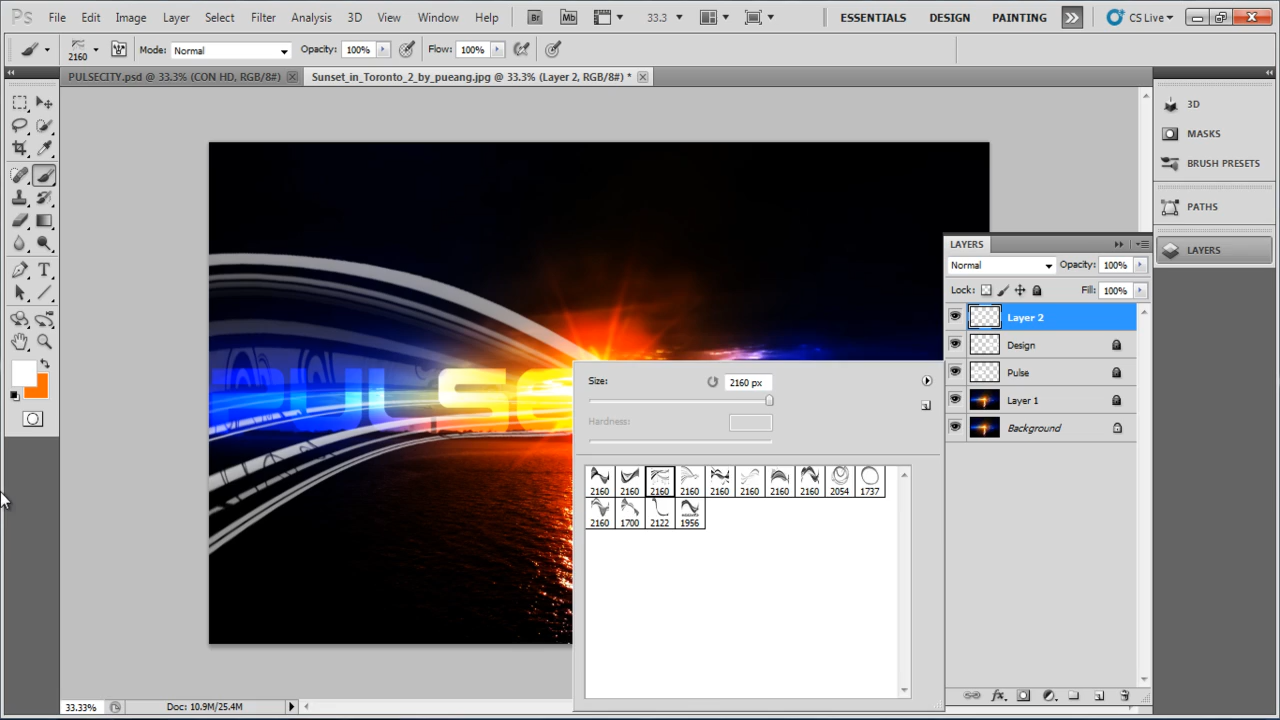 Ps File Edit Image Layer Select Filter Analysis 3D View Window Help Br Mb 33.3 ESSENTIALS DESIGN PAINTING CS Live
2160 Mode: Normal Opacity: 100% Flow: 100%
PULSECITY.psd @ 33.3% (CON HD, RGB/8#) Sunset_in_Toronto_2_by_pueang.jpg @ 33.3% (Layer 2, RGB/8#) *
3D
MASKS
BRUSH PRESETS
PATHS
LAYERS
LAYERS
Normal Opacity: 100%
Lock: Fill: 100%
Layer 2
Design
Pulse
Layer 1
Background
PULSE
Size: 2160 px
Hardness:
2160 2160 2160 2160 2160 2160 2160 2160 2054 1737
2160 1700 2122 1956
T
33.33% Doc: 10.9M/25.4M
fx